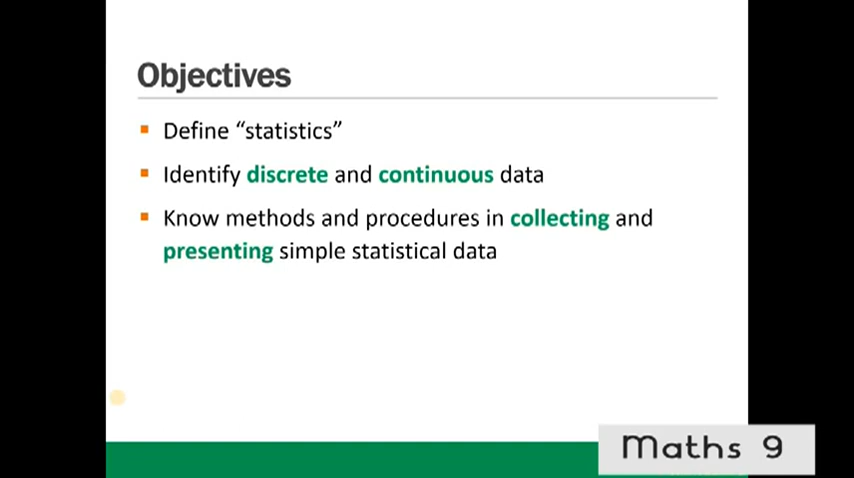 Objectives
Define “statistics”
Identify discrete and continuous data
Know methods and procedures in collecting and
presenting simple statistical data
Maths 9